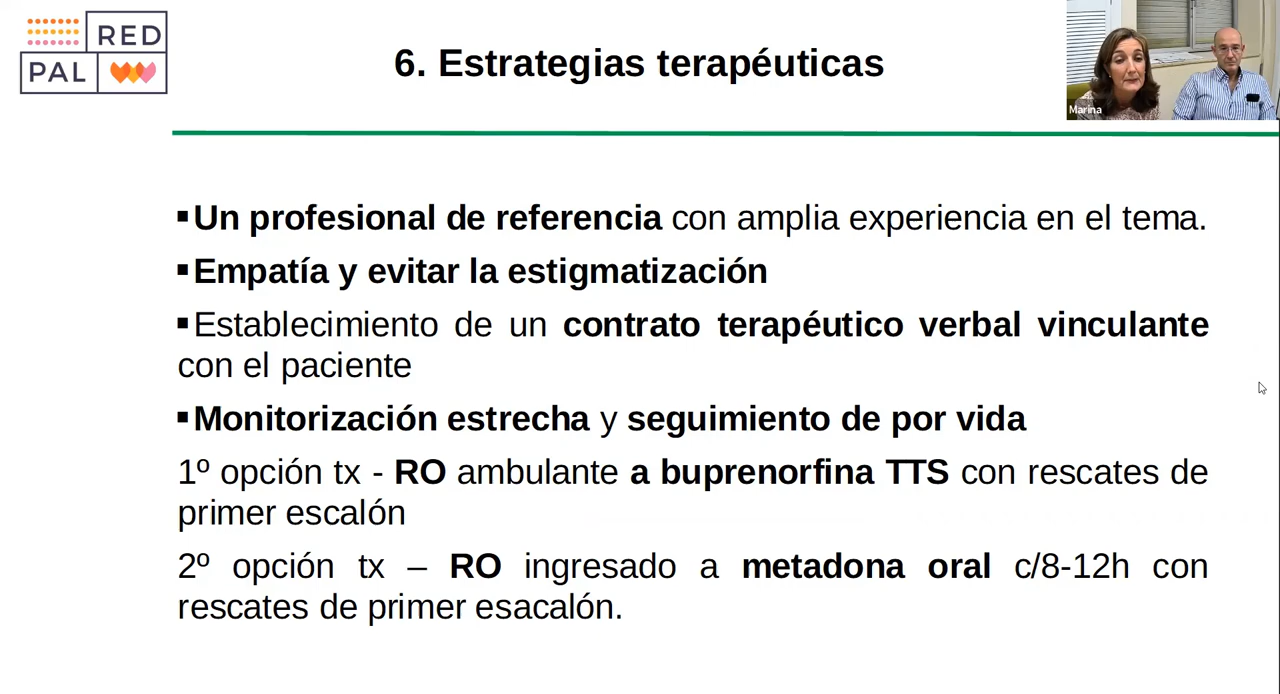 RED
PAL
6. Estrategias terapéuticas
Marina
▪Un profesional de referencia con amplia experiencia en el tema.
▪Empatía y evitar la estigmatización
▪Establecimiento de un contrato terapéutico verbal vinculante
con el paciente
▪Monitorización estrecha y seguimiento de por vida
1º opción tx - RO ambulante a buprenorfina TTS con rescates de
primer escalón
2º opción tx – RO ingresado a metadona oral c/8-12h con
rescates de primer esacalón.